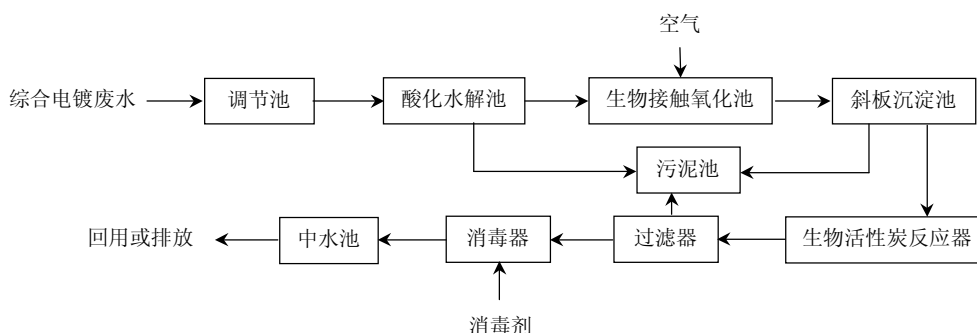 空气
综合电镀废水
调节池
酸化水解池
生物接触氧化池
斜板沉淀池
污泥池
回用或排放
中水池
消毒器
过滤器
生物活性炭反应器
消毒剂